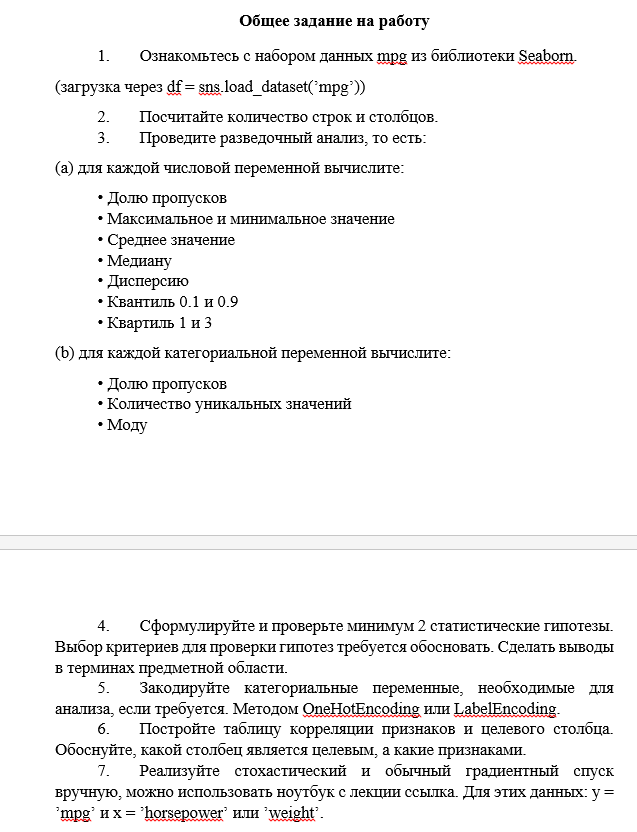 Общее задание на работу
1. Ознакомьтесь с набором данных mpg из библиотеки Seaborn.
(загрузка через df = sns.load_dataset(’mpg’))
2. Посчитайте количество строк и столбцов.
3. Проведите разведочный анализ, то есть:
(a) для каждой числовой переменной вычислите:
• Долю пропусков
• Максимальное и минимальное значение
• Среднее значение
• Медиану
• Дисперсию
• Квантиль 0.1 и 0.9
• Квартиль 1 и 3
(b) для каждой категориальной переменной вычислите:
• Долю пропусков
• Количество уникальных значений
• Моду
4. Сформулируйте и проверьте минимум 2 статистические гипотезы.
Выбор критериев для проверки гипотез требуется обосновать. Сделать выводы
в терминах предметной области.
5. Закодируйте категориальные переменные, необходимые для
анализа, если требуется. Методом OneHotEncoding или LabelEncoding.
6. Постройте таблицу корреляции признаков и целевого столбца.
Обоснуйте, какой столбец является целевым, а какие признаками.
7. Реализуйте стохастический и обычный градиентный спуск
вручную, можно использовать ноутбук с лекции ссылка. Для этих данных: y =
’mpg’ и x = ’horsepower’ или ’weight’.